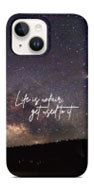 Life is unfair,
get used to it